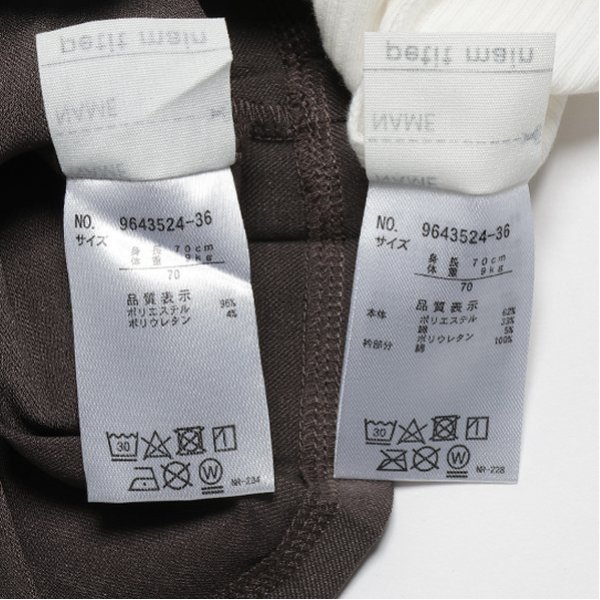 petit main
NAME
NO. 9643524-36
サイズ
身長 70cm
体重 9kg
70
品質表示
ポリエステル 96%
ポリウレタン 4%
30
W
NR-234
petit main
NAME
NO. 9643524-36
サイズ
身長 70cm
体重 9kg
70
品質表示
本体 ポリエステル 62%
綿 33%
ポリウレタン 5%
衿部分 綿 100%
30
W
NR-228